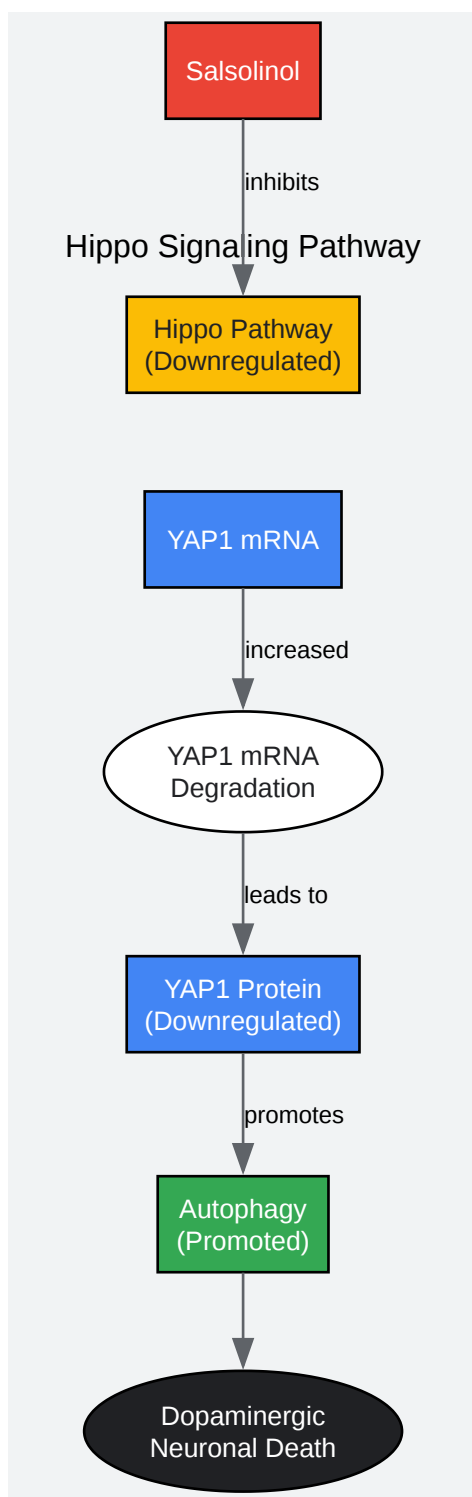 Salsolinol
inhibits
Hippo Signaling Pathway
Hippo Pathway
(Downregulated)
YAP1 mRNA
increased
YAP1 mRNA
Degradation
leads to
YAP1 Protein
(Downregulated)
promotes
Autophagy
(Promoted)
Dopaminergic
Neuronal Death